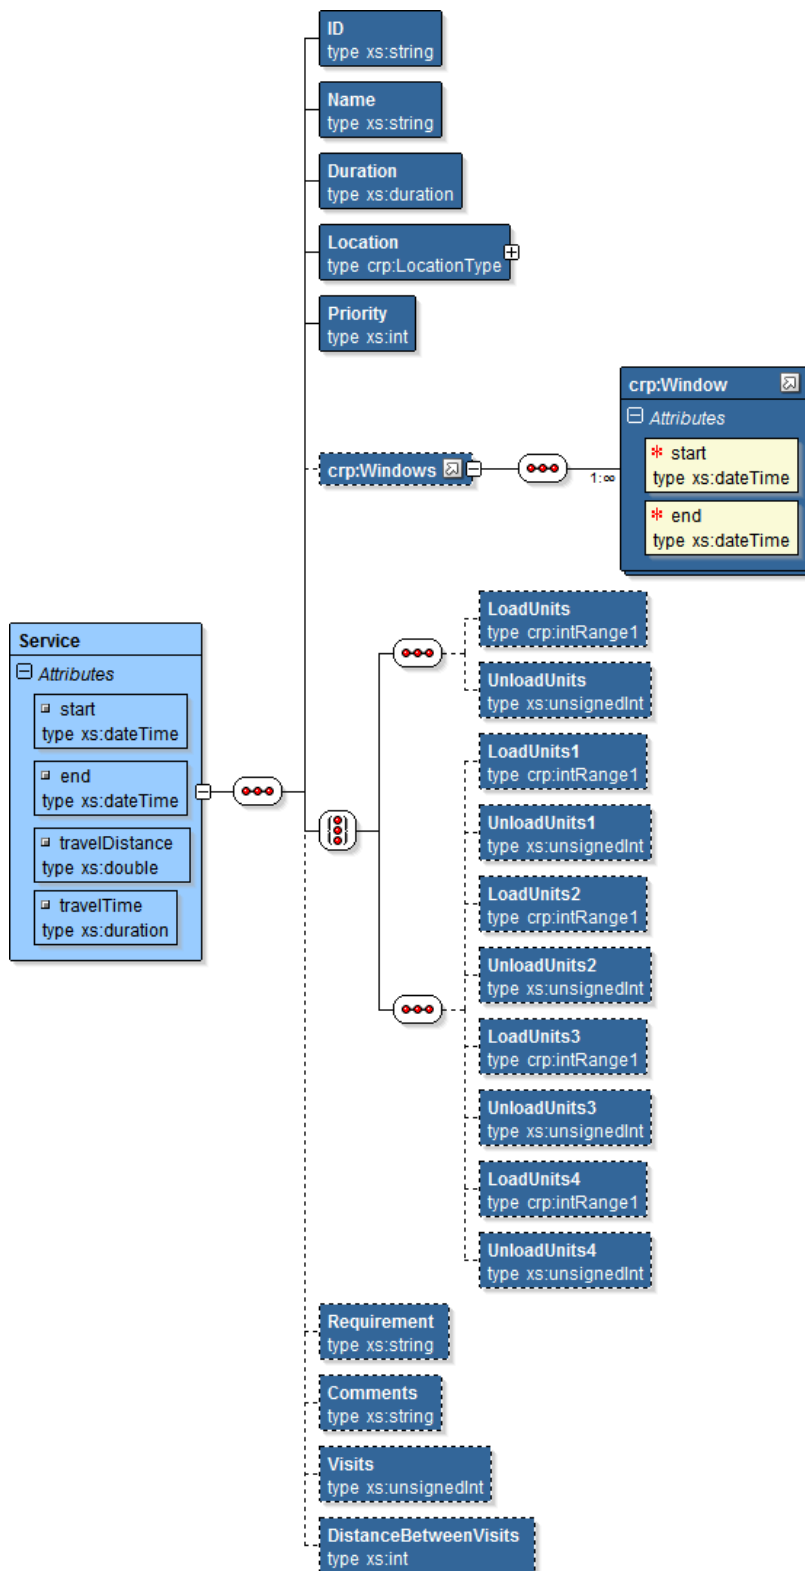 ID
type xs:string
Name
type xs:string
Duration
type xs:duration
Location
type crp:LocationType
Priority
type xs:int
crp:Window
Attributes
* start
type xs:dateTime
* end
type xs:dateTime
crp:Windows
1:∞
LoadUnits
type crp:intRange1
UnloadUnits
type xs:unsignedInt
Service
Attributes
start
type xs:dateTime
end
type xs:dateTime
travelDistance
type xs:double
travelTime
type xs:duration
LoadUnits1
type crp:intRange1
UnloadUnits1
type xs:unsignedInt
LoadUnits2
type crp:intRange1
UnloadUnits2
type xs:unsignedInt
LoadUnits3
type crp:intRange1
UnloadUnits3
type xs:unsignedInt
LoadUnits4
type crp:intRange1
UnloadUnits4
type xs:unsignedInt
Requirement
type xs:string
Comments
type xs:string
Visits
type xs:unsignedInt
DistanceBetweenVisits
type xs:int